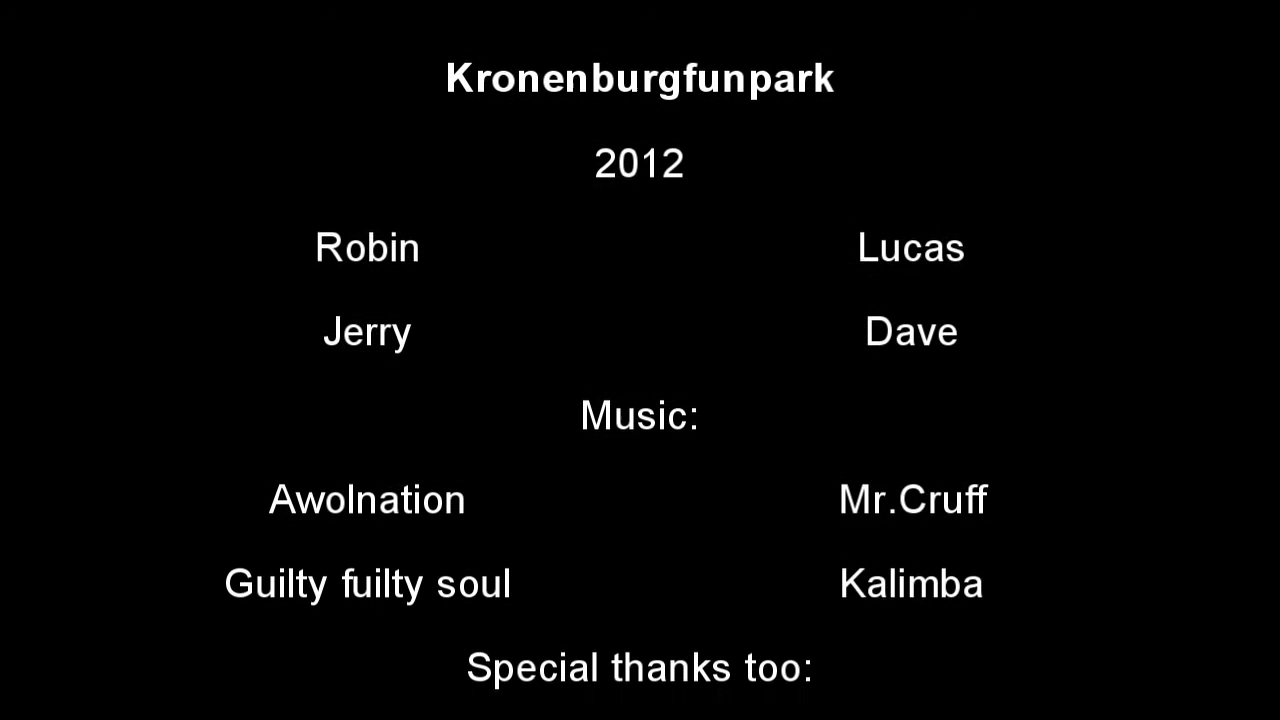 Kronenburgfunpark
2012
Robin Lucas
Jerry Dave
Music:
Awolnation Mr.Cruff
Guilty fuilty soul Kalimba
Special thanks too: